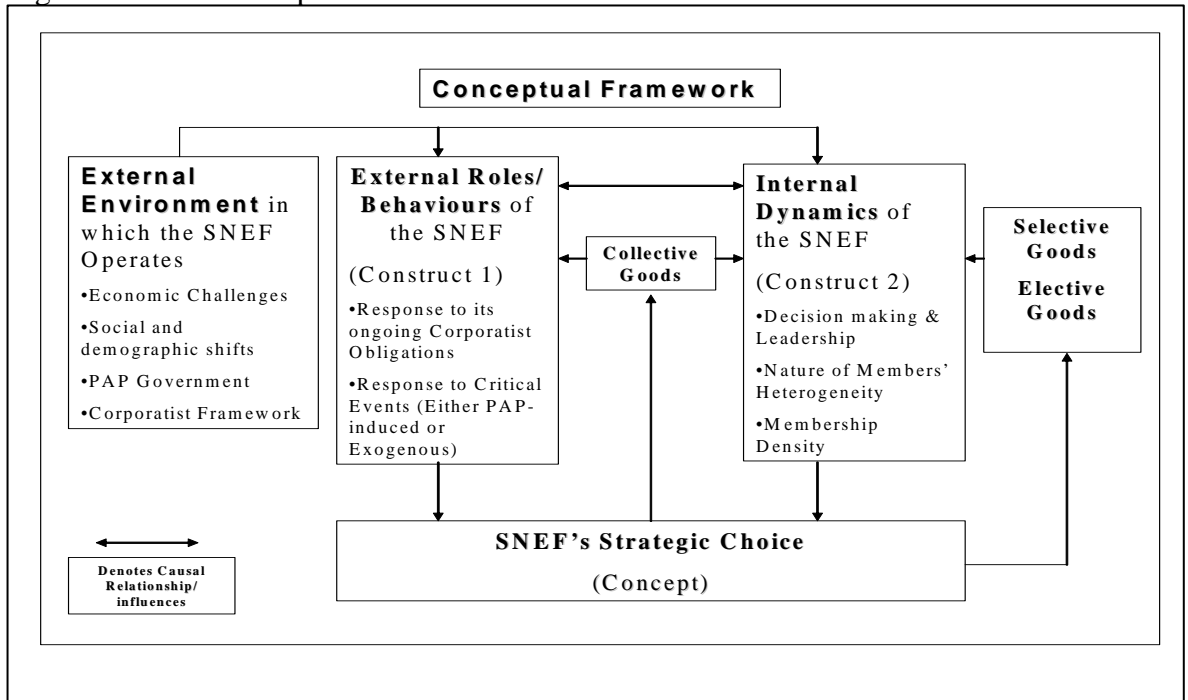 Conceptual Framework
External
Environment in
which the SNEF
Operates
•Economic Challenges
•Social and
demographic shifts
•PAP Government
•Corporatist Framework
External Roles/
Behaviours of
the SNEF
(Construct 1)
•Response to its
ongoing Corporatist
Obligations
•Response to Critical
Events (Either PAP-
induced or
Exogenous)
Collective
Goods
Internal
Dynamics of
the SNEF
(Construct 2)
•Decision making &
Leadership
•Nature of Members’
Heterogeneity
•Membership
Density
Selective
Goods
Elective
Goods
SNEF’s Strategic Choice
(Concept)
Denotes Causal
Relationship/
influences